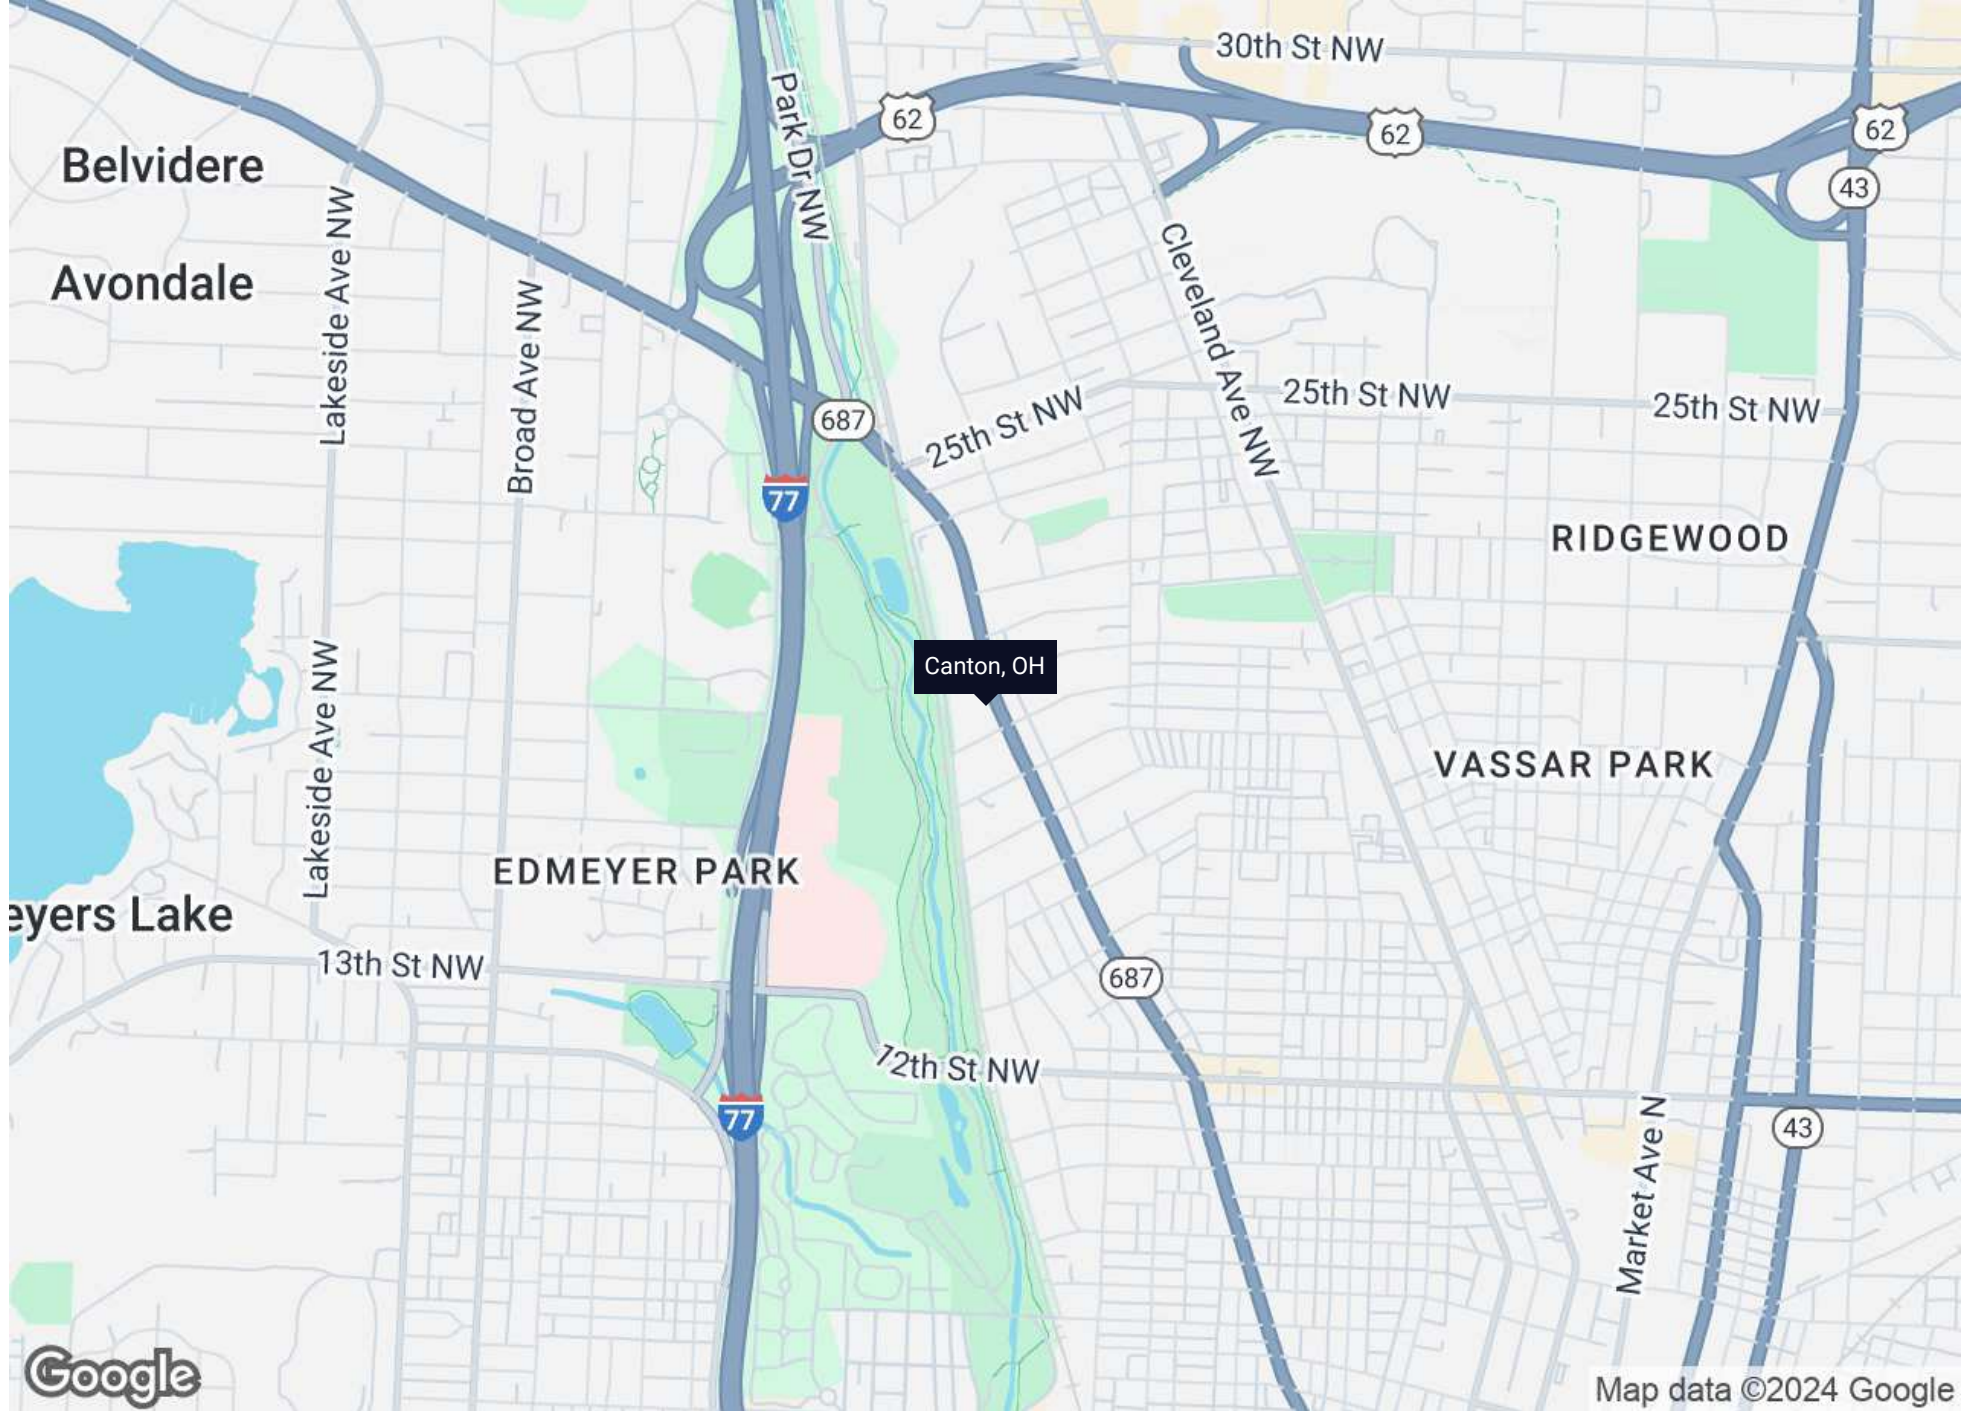 30th St NW
Park Dr NW
62
62
62
Belvidere
43
Lakeside Ave NW
Cleveland Ave NW
Avondale
Broad Ave NW
25th St NW
25th St NW
25th St NW
687
77
RIDGEWOOD
Canton, OH
Lakeside Ave NW
VASSAR PARK
EDMEYER PARK
eyers Lake
13th St NW
687
12th St NW
77
43
Market Ave N
Google
Map data ©2024 Google